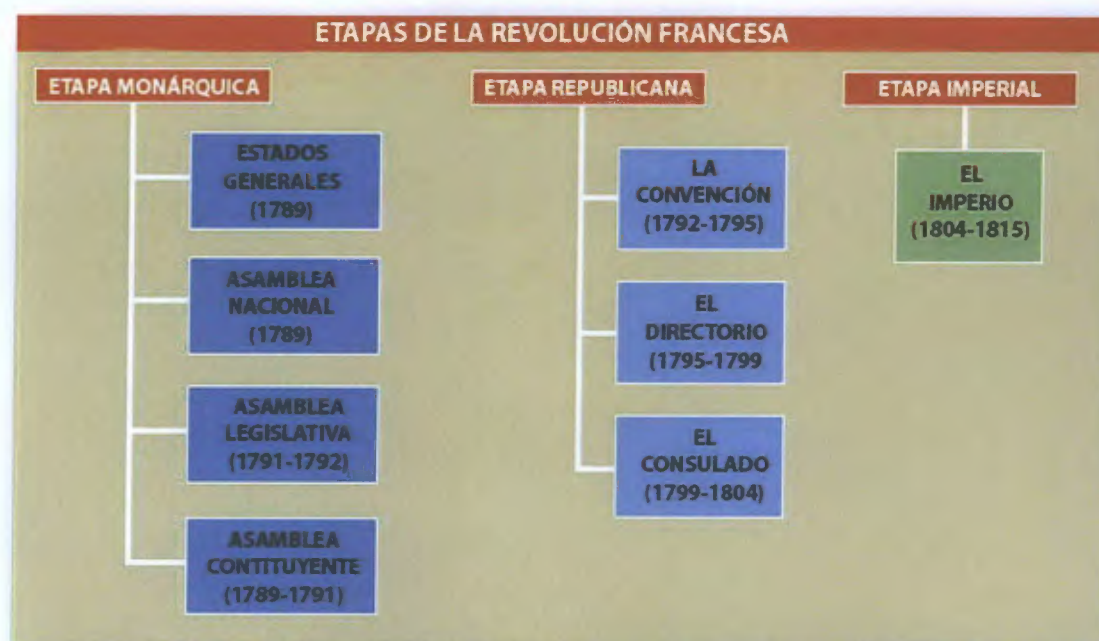 ETAPAS DE LA REVOLUCIÓN FRANCESA
ETAPA MONÁRQUICA
ESTADOS
GENERALES
(1789)
ASAMBLEA
NACIONAL
(1789)
ASAMBLEA
LEGISLATIVA
(1791-1792)
ASAMBLEA
CONTITUYENTE
(1789-1791)
ETAPA REPUBLICANA
LA
CONVENCIÓN
(1792-1795)
EL
DIRECTORIO
(1795-1799
EL
CONSULADO
(1799-1804)
ETAPA IMPERIAL
EL
IMPERIO
(1804-1815)